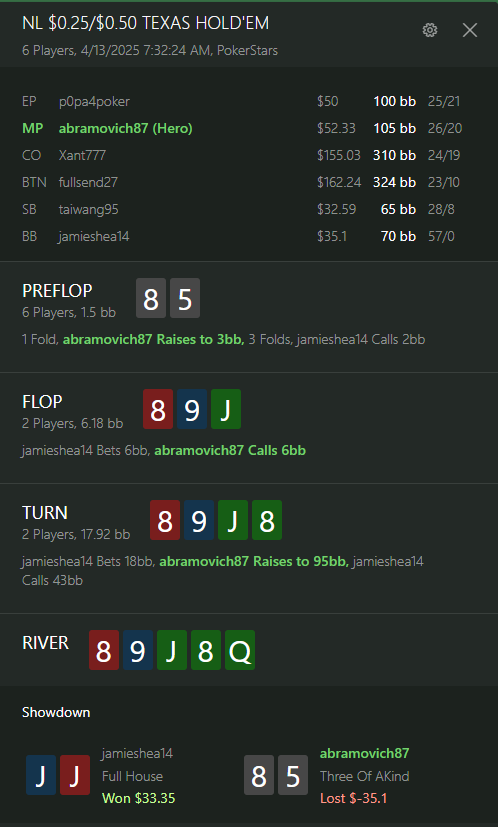 NL $0.25/$0.50 TEXAS HOLD'EM
6 Players, 4/13/2025 7:32:24 AM, PokerStars
EP p0pa4poker $50 100 bb 25/21
MP abramovich87 (Hero) $52.33 105 bb 26/20
CO Xant777 $155.03 310 bb 24/19
BTN fullsend27 $162.24 324 bb 23/10
SB taiwang95 $32.59 65 bb 28/8
BB jamieshea14 $35.1 70 bb 57/0
PREFLOP 8 5
6 Players, 1.5 bb
1 Fold, abramovich87 Raises to 3bb, 3 Folds, jamieshea14 Calls 2bb
FLOP 8 9 J
2 Players, 6.18 bb
jamieshea14 Bets 6bb, abramovich87 Calls 6bb
TURN 8 9 J 8
2 Players, 17.92 bb
jamieshea14 Bets 18bb, abramovich87 Raises to 95bb, jamieshea14
Calls 43bb
RIVER 8 9 J 8 Q
Showdown
J J jamieshea14
Full House
Won $33.35
8 5 abramovich87
Three Of AKind
Lost $-35.1